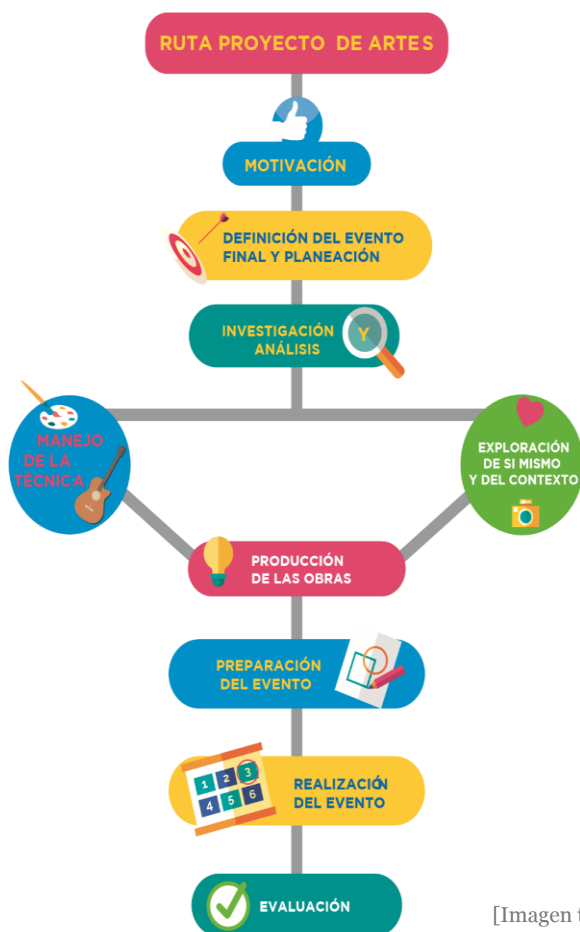 RUTA PROYECTO DE ARTES
MOTIVACIÓN
DEFINICIÓN DEL EVENTO
FINAL Y PLANEACIÓN
INVESTIGACIÓN Y
ANÁLISIS
MANEJO
DE LA
TÉCNICA
EXPLORACIÓN
DE SI MISMO
Y DEL CONTEXTO
PRODUCCIÓN
DE LAS OBRAS
PREPARACIÓN
DEL EVENTO
1 2 3
4 5 6
REALIZACIÓN
DEL EVENTO
EVALUACIÓN
[Imagen